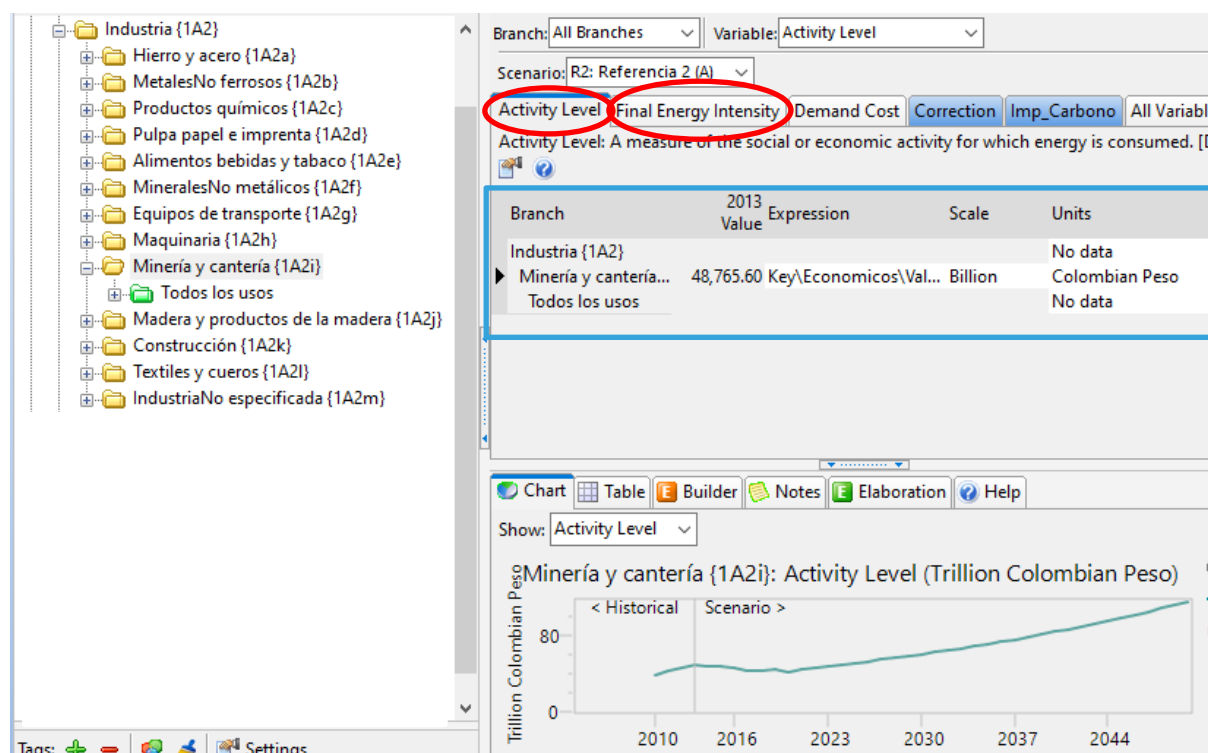 Industria {1A2}
Hierro y acero {1A2a}
MetalesNo ferrosos {1A2b}
Productos químicos {1A2c}
Pulpa papel e imprenta {1A2d}
Alimentos bebidas y tabaco {1A2e}
MineralesNo metálicos {1A2f}
Equipos de transporte {1A2g}
Maquinaria {1A2h}
Minería y cantería {1A2i}
Todos los usos
Madera y productos de la madera {1A2j}
Construcción {1A2k}
Textiles y cueros {1A2l}
IndustriaNo especificada {1A2m}
Tags: Settings
Branch: All Branches Variable: Activity Level
Scenario: R2: Referencia 2 (A)
Activity Level Final Energy Intensity Demand Cost Correction Imp_Carbono All Variabl
Activity Level: A measure of the social or economic activity for which energy is consumed. [D
Branch 2013 Value Expression Scale Units
Industria {1A2} No data
Minería y cantería... 48,765.60 Key\Economicos\Val... Billion Colombian Peso
Todos los usos No data
Chart Table Builder Notes Elaboration Help
Show: Activity Level
Minería y cantería {1A2i}: Activity Level (Trillion Colombian Peso)
Trillion Colombian Peso
< Historical Scenario >
80
0
2010 2016 2023 2030 2037 2044